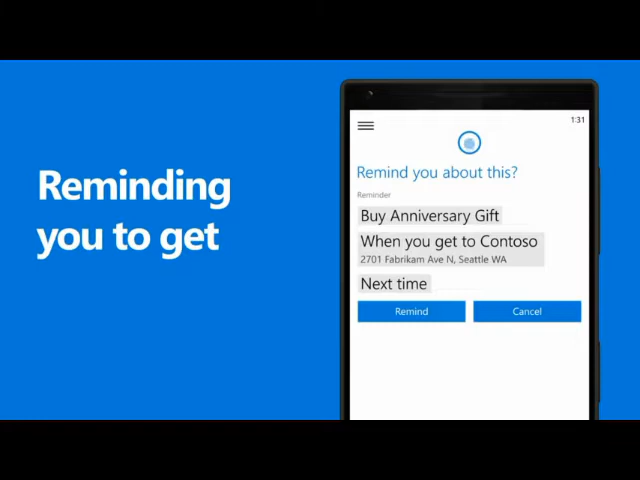 Reminding
you to get
1:31
Remind you about this?
Reminder
Buy Anniversary Gift
When you get to Contoso
2701 Fabrikam Ave N, Seattle WA
Next time
Remind
Cancel